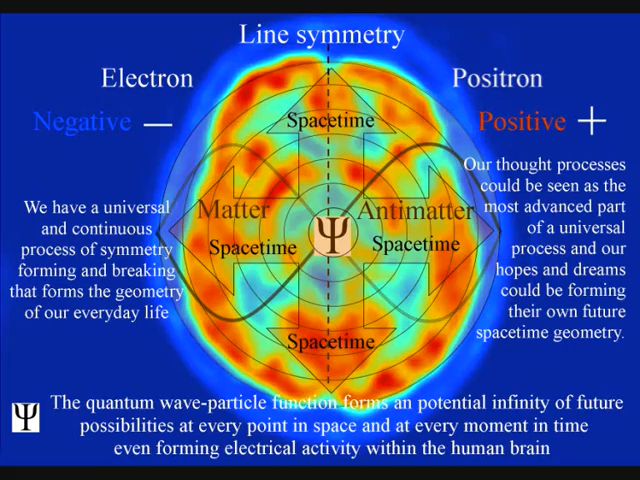 Line symmetry
Electron
Positron
Negative —
Positive +
Spacetime
We have a universal
and continuous
process of symmetry
forming and breaking
that forms the geometry
of our everyday life
Matter
Spacetime
Ψ
Antimatter
Spacetime
Our thought processes
could be seen as the
most advanced part
of a universal
process and our
hopes and dreams
could be forming
their own future
spacetime geometry.
Spacetime
Ψ
The quantum wave-particle function forms an potential infinity of future
possibilities at every point in space and at every moment in time
even forming electrical activity within the human brain